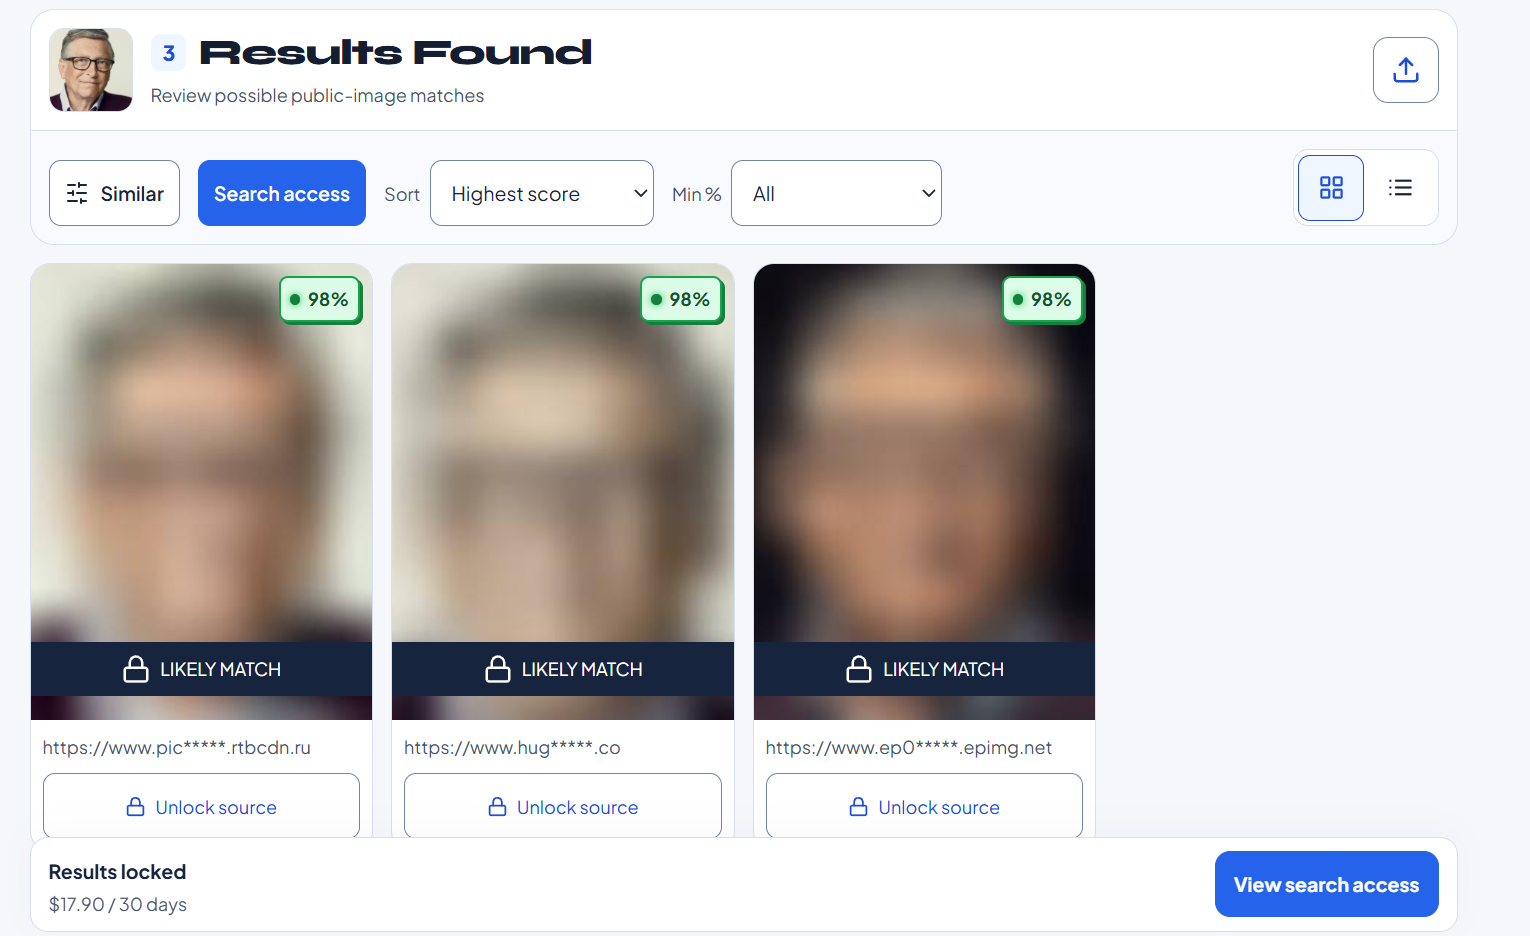 3 Results Found
Review possible public-image matches
Similar
Search access
Sort
Highest score
Min %
All
98%
98%
98%
LIKELY MATCH
LIKELY MATCH
LIKELY MATCH
https://www.pic*****.rtbcdn.ru
https://www.hug*****.co
https://www.ep0*****.epimg.net
Unlock source
Unlock source
Unlock source
Results locked
$17.90 / 30 days
View search access